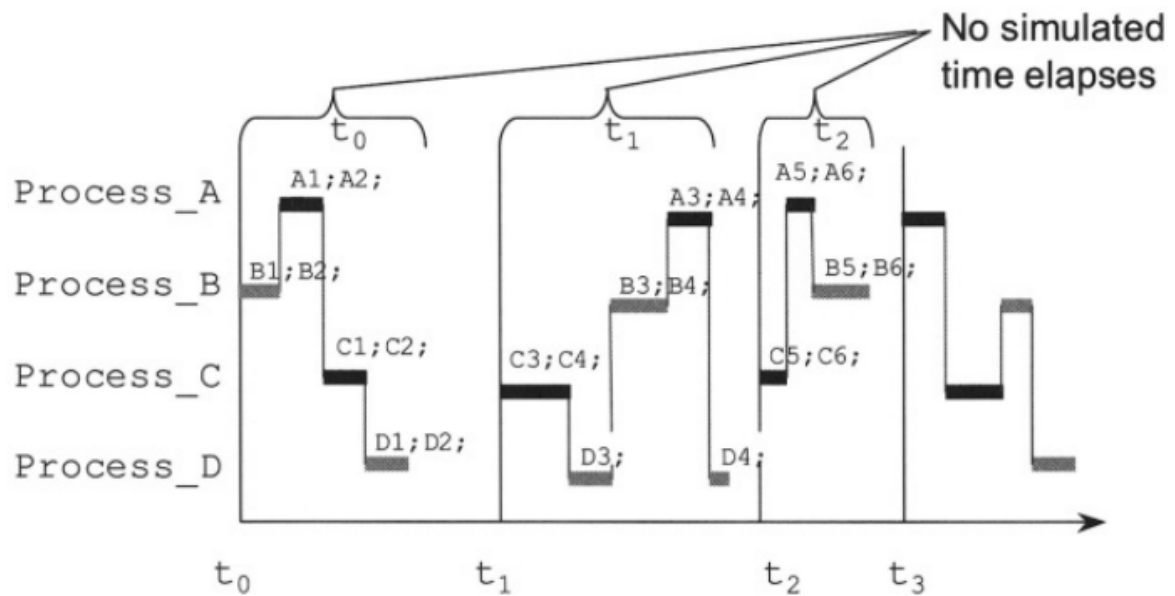 No simulated
time elapses
t₀ t₁ t₂
A1;A2; A3;A4; A5;A6;
Process_A
B1;B2; B3;B4; B5;B6;
Process_B
C1;C2; C3;C4; C5;C6;
Process_C
D1;D2; D3; D4;
Process_D
t₀ t₁ t₂ t₃